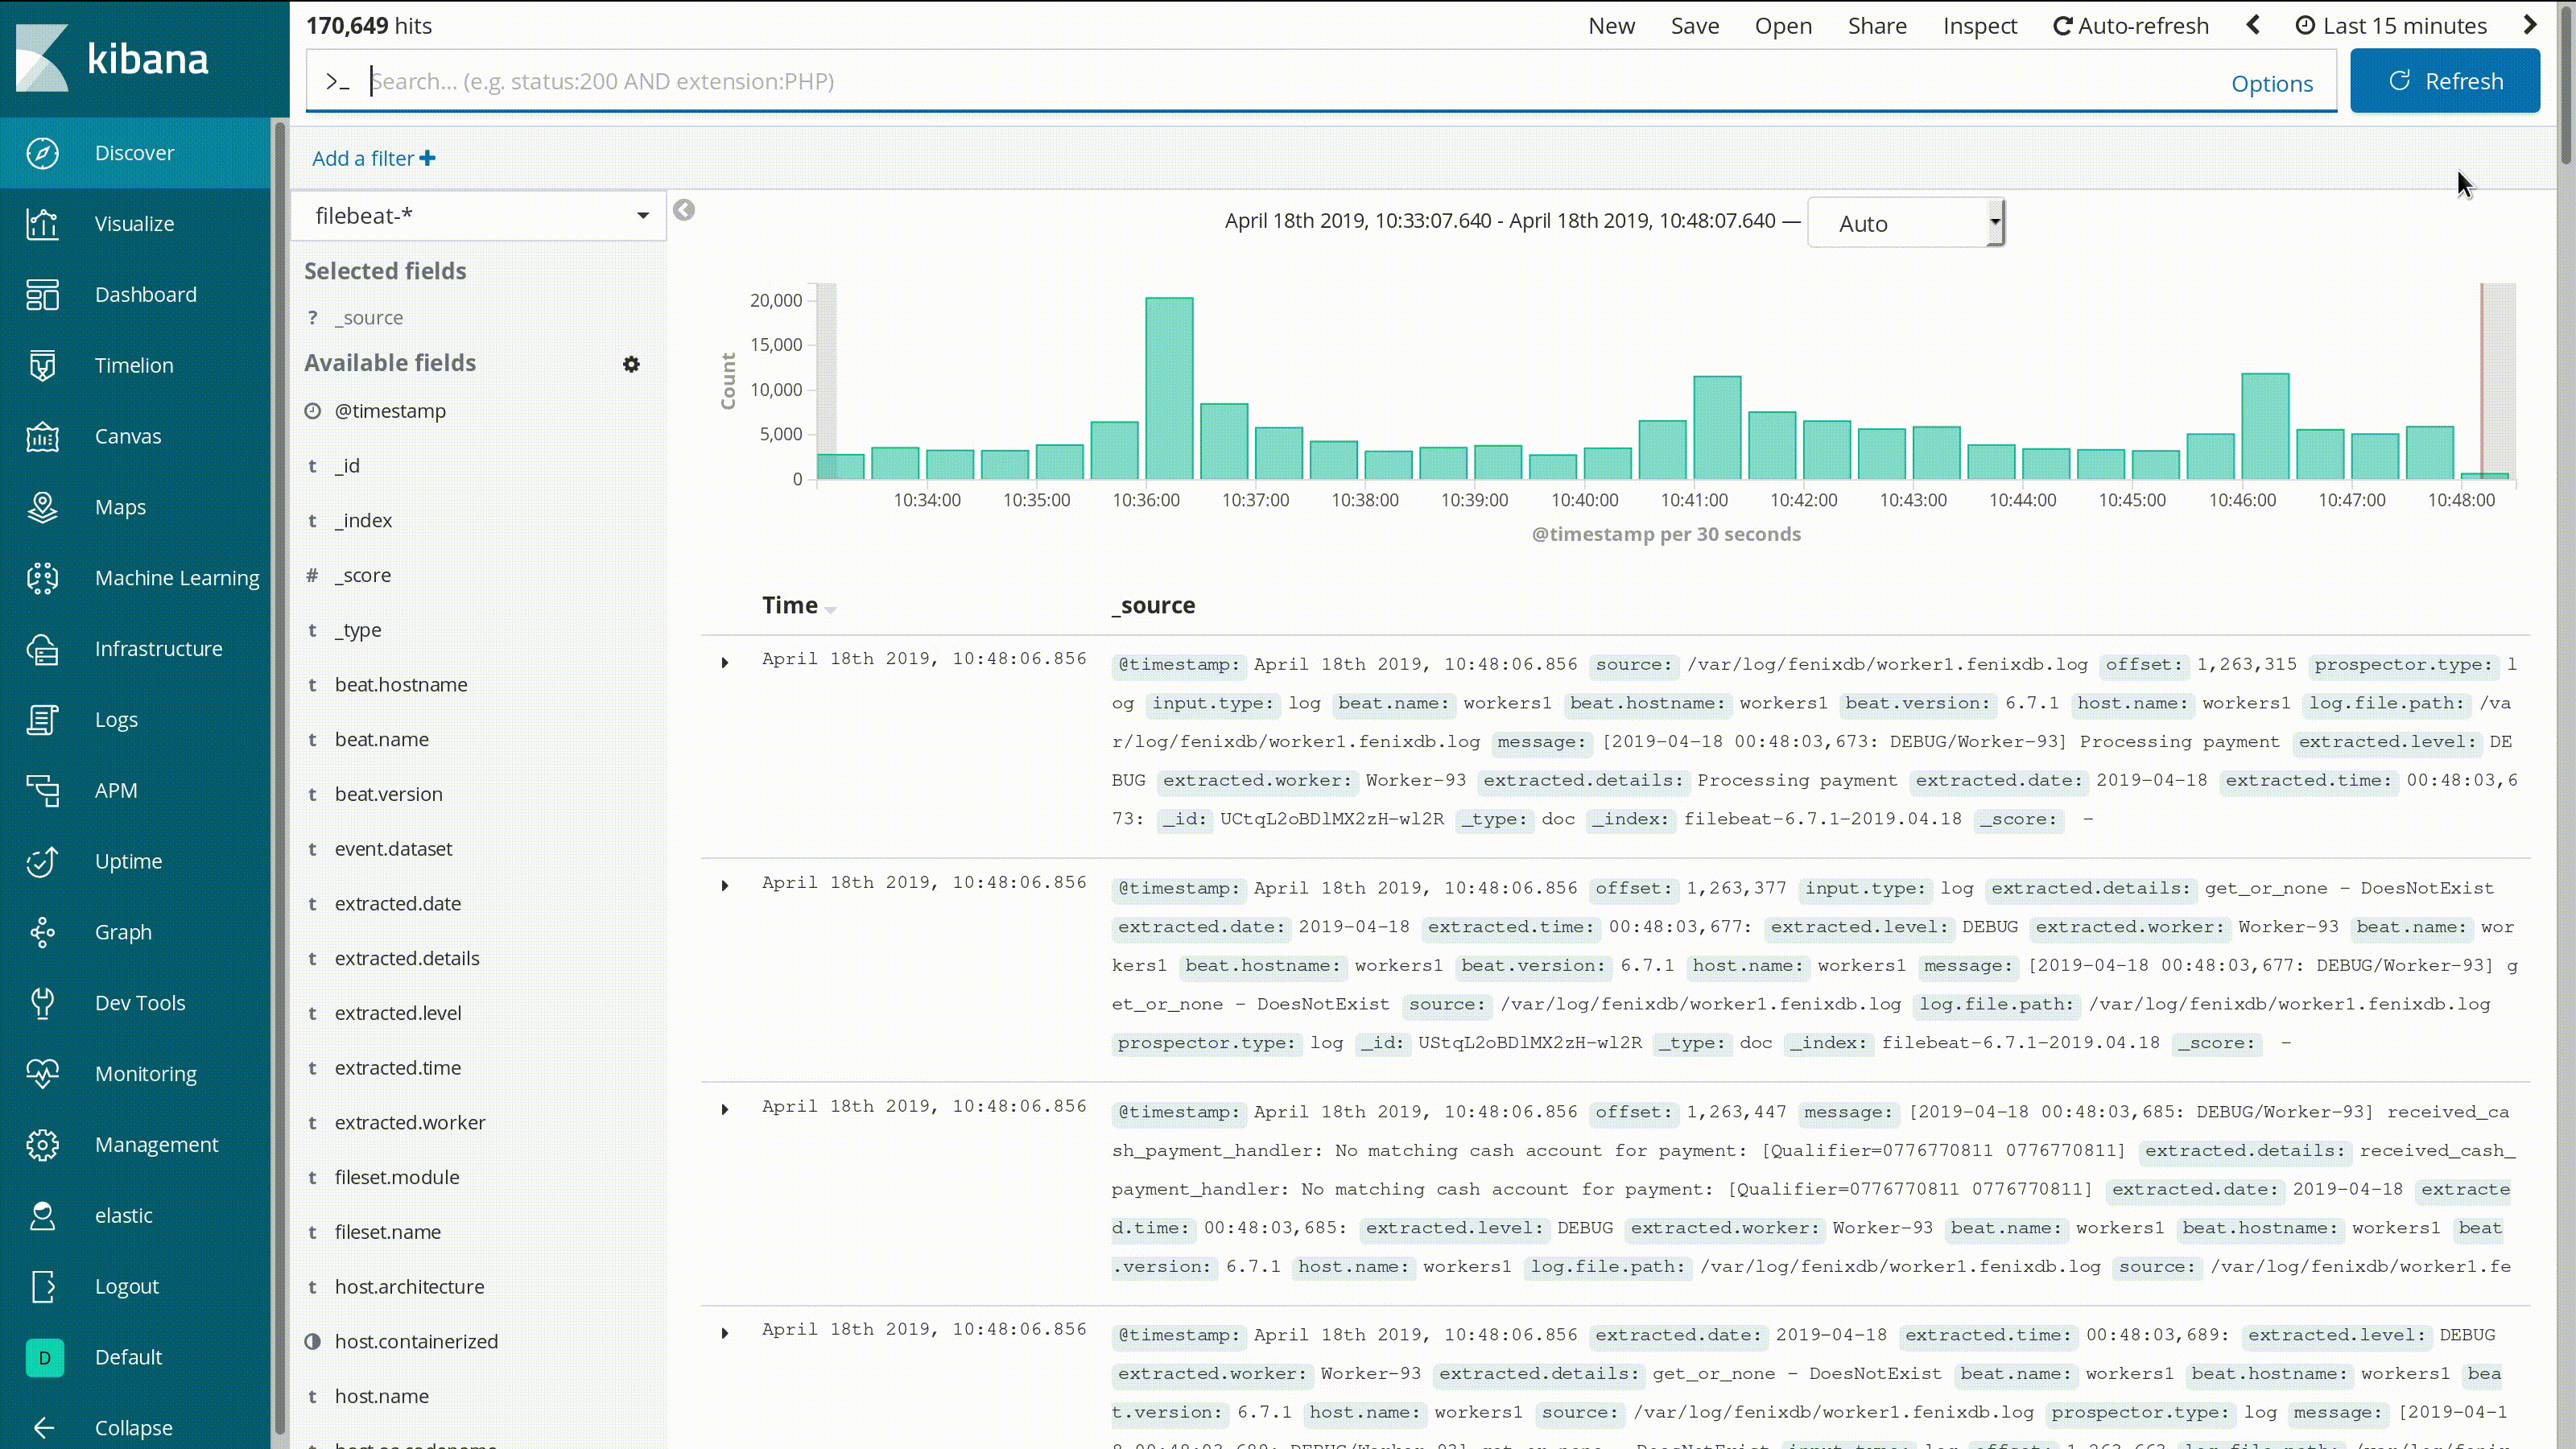 kibana
Discover
Visualize
Dashboard
Timelion
Canvas
Maps
Machine Learning
Infrastructure
Logs
APM
Uptime
Graph
Dev Tools
Monitoring
Management
elastic
Logout
D Default
Collapse
170,649 hits
New Save Open Share Inspect Auto-refresh Last 15 minutes
>_ Search... (e.g. status:200 AND extension:PHP) Options Refresh
Add a filter +
filebeat-*
Selected fields
? _source
Available fields
@timestamp
t _id
t _index
# _score
t _type
t beat.hostname
t beat.name
t beat.version
t event.dataset
t extracted.date
t extracted.details
t extracted.level
t extracted.time
t extracted.worker
t fileset.module
t fileset.name
t host.architecture
host.containerized
t host.name
April 18th 2019, 10:33:07.640 - April 18th 2019, 10:48:07.640 — Auto
Count
20,000
15,000
10,000
5,000
0
10:34:00 10:35:00 10:36:00 10:37:00 10:38:00 10:39:00 10:40:00 10:41:00 10:42:00 10:43:00 10:44:00 10:45:00 10:46:00 10:47:00 10:48:00
@timestamp per 30 seconds
Time _source
April 18th 2019, 10:48:06.856 @timestamp: April 18th 2019, 10:48:06.856 source: /var/log/fenixdb/worker1.fenixdb.log offset: 1,263,315 prospector.type: l
og input.type: log beat.name: workers1 beat.hostname: workers1 beat.version: 6.7.1 host.name: workers1 log.file.path: /va
r/log/fenixdb/worker1.fenixdb.log message: [2019-04-18 00:48:03,673: DEBUG/Worker-93] Processing payment extracted.level: DE
BUG extracted.worker: Worker-93 extracted.details: Processing payment extracted.date: 2019-04-18 extracted.time: 00:48:03,6
73: _id: UCtqL2oBDlMX2zH-wl2R _type: doc _index: filebeat-6.7.1-2019.04.18 _score: -
April 18th 2019, 10:48:06.856 @timestamp: April 18th 2019, 10:48:06.856 offset: 1,263,377 input.type: log extracted.details: get_or_none - DoesNotExist
extracted.date: 2019-04-18 extracted.time: 00:48:03,677: extracted.level: DEBUG extracted.worker: Worker-93 beat.name: wor
kers1 beat.hostname: workers1 beat.version: 6.7.1 host.name: workers1 message: [2019-04-18 00:48:03,677: DEBUG/Worker-93] g
et_or_none - DoesNotExist source: /var/log/fenixdb/worker1.fenixdb.log log.file.path: /var/log/fenixdb/worker1.fenixdb.log
prospector.type: log _id: UStqL2oBDlMX2zH-wl2R _type: doc _index: filebeat-6.7.1-2019.04.18 _score: -
April 18th 2019, 10:48:06.856 @timestamp: April 18th 2019, 10:48:06.856 offset: 1,263,447 message: [2019-04-18 00:48:03,685: DEBUG/Worker-93] received_ca
sh_payment_handler: No matching cash account for payment: [Qualifier=0776770811 0776770811] extracted.details: received_cash_
payment_handler: No matching cash account for payment: [Qualifier=0776770811 0776770811] extracted.date: 2019-04-18 extracte
d.time: 00:48:03,685: extracted.level: DEBUG extracted.worker: Worker-93 beat.name: workers1 beat.hostname: workers1 beat
.version: 6.7.1 host.name: workers1 log.file.path: /var/log/fenixdb/worker1.fenixdb.log source: /var/log/fenixdb/worker1.fe
April 18th 2019, 10:48:06.856 @timestamp: April 18th 2019, 10:48:06.856 extracted.date: 2019-04-18 extracted.time: 00:48:03,689: extracted.level: DEBUG
extracted.worker: Worker-93 extracted.details: get_or_none - DoesNotExist beat.name: workers1 beat.hostname: workers1 bea
t.version: 6.7.1 host.name: workers1 source: /var/log/fenixdb/worker1.fenixdb.log prospector.type: log message: [2019-04-1